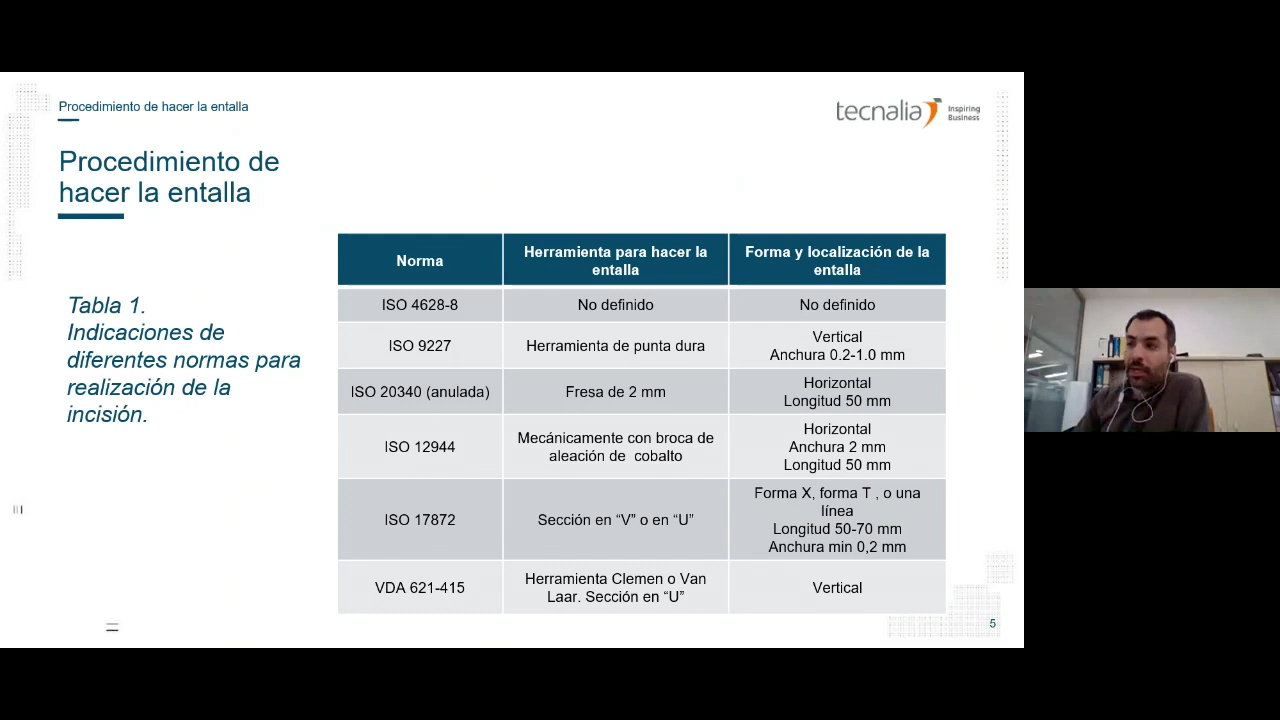 Procedimiento de hacer la entalla
tecnalia Inspiring
Business
Procedimiento de
hacer la entalla
Tabla 1.
Indicaciones de
diferentes normas para
realización de la
incisión.
Norma
Herramienta para hacer la
entalla
Forma y localización de la
entalla
ISO 4628-8
No definido
No definido
ISO 9227
Herramienta de punta dura
Vertical
Anchura 0.2-1.0 mm
ISO 20340 (anulada)
Fresa de 2 mm
Horizontal
Longitud 50 mm
ISO 12944
Mecánicamente con broca de
aleación de cobalto
Horizontal
Anchura 2 mm
Longitud 50 mm
ISO 17872
Sección en “V” o en “U”
Forma X, forma T , o una
línea
Longitud 50-70 mm
Anchura min 0,2 mm
VDA 621-415
Herramienta Clemen o Van
Laar. Sección en “U”
Vertical
5